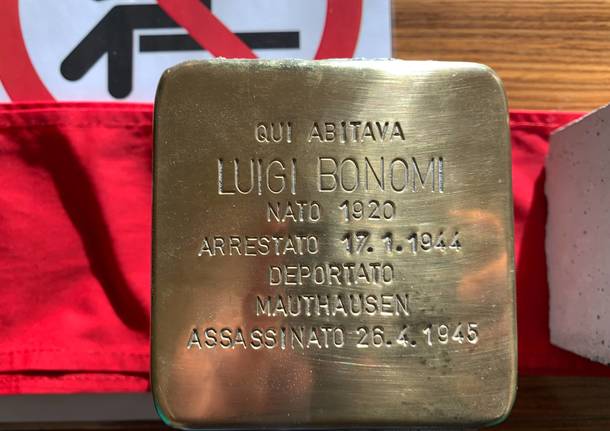 QUI ABITAVA
LUIGI BONOMI
NATO 1920
ARRESTATO 17.1.1944
DEPORTATO
MAUTHAUSEN
ASSASSINATO 26.4.1945